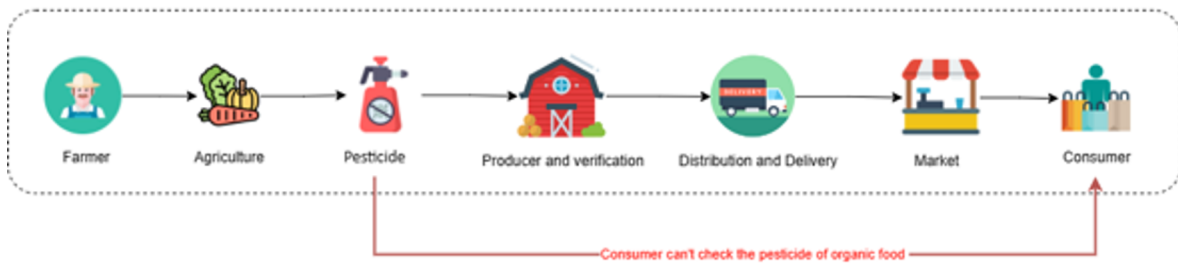 DELIVERY
Farmer
Agriculture
Pesticide
Producer and verification
Distribution and Delivery
Market
Consumer
Consumer can't check the pesticide of organic food